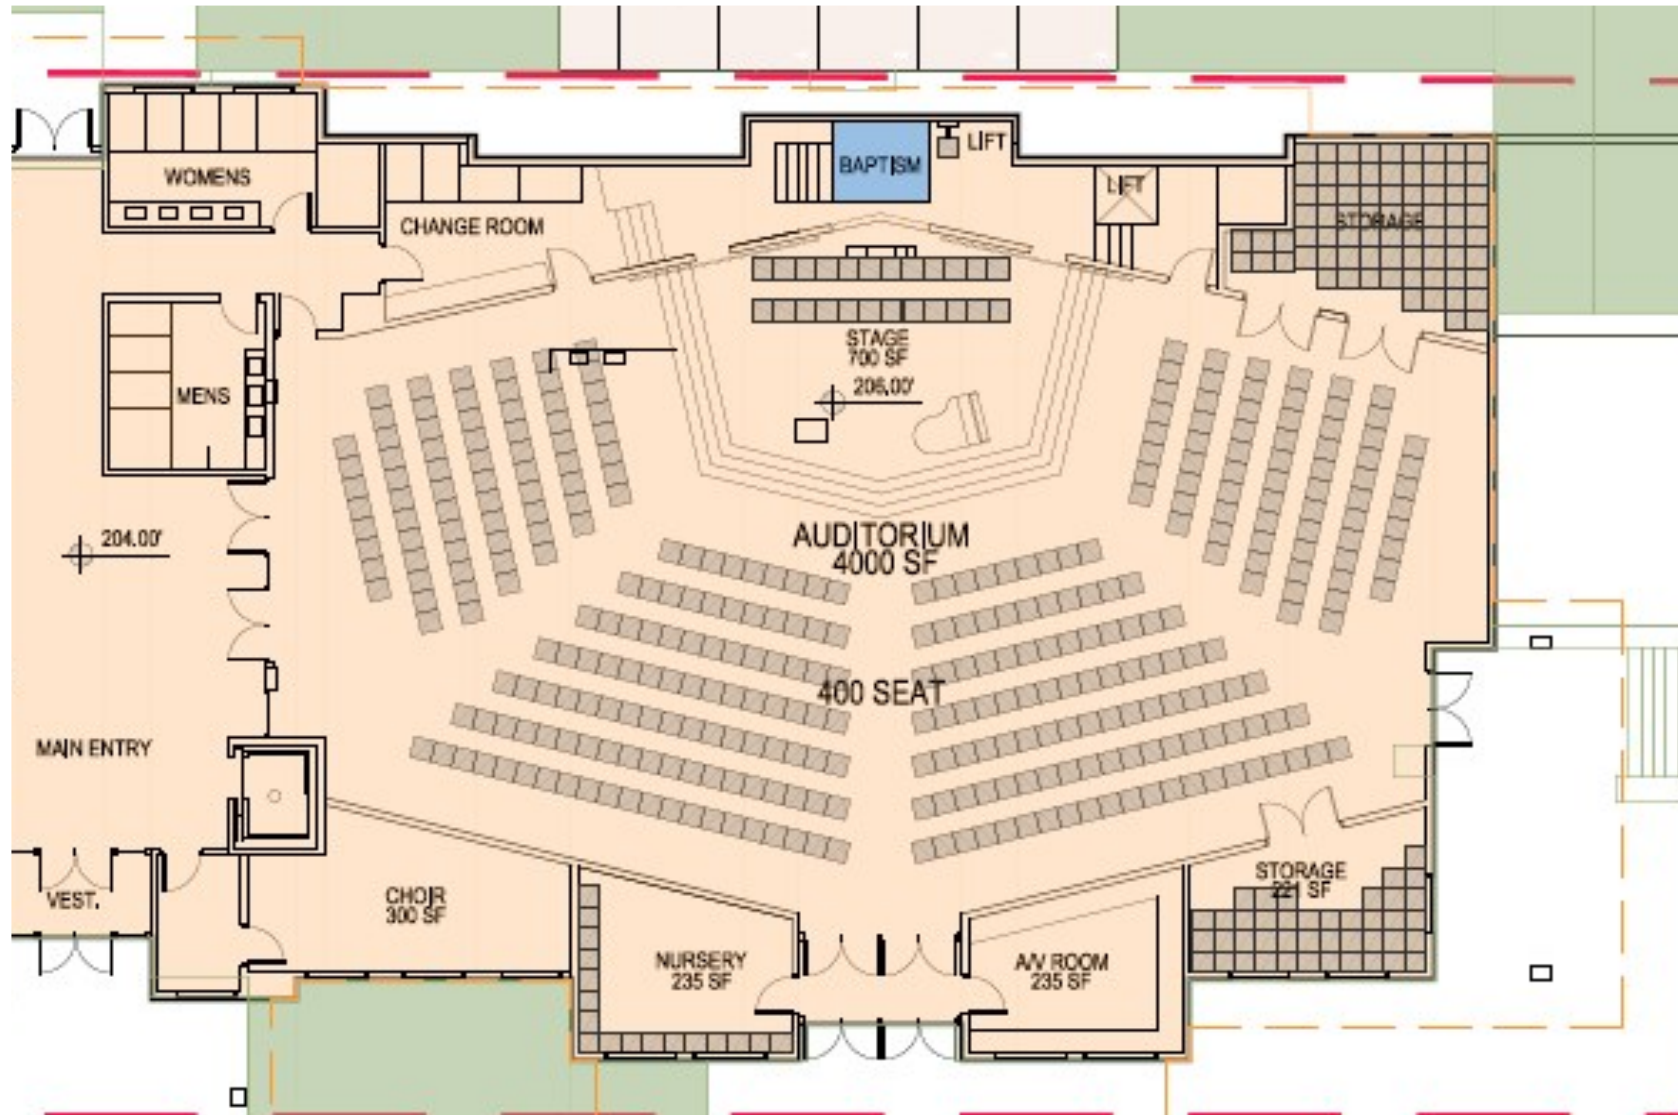 WOMENS
CHANGE ROOM
BAPTISM
LIFT
LIFT
STORAGE
MENS
STAGE
700 SF
206.00'
204.00'
AUDITORIUM
4000 SF
400 SEAT
MAIN ENTRY
VEST.
CHOIR
300 SF
NURSERY
235 SF
A/V ROOM
235 SF
STORAGE
221 SF